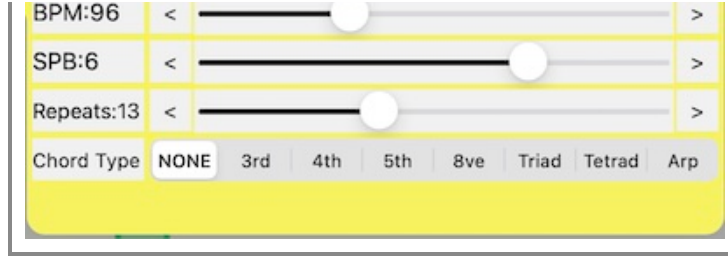 BPM:96 < >
SPB:6 < >
Repeats:13 < >
Chord Type NONE 3rd 4th 5th 8ve Triad Tetrad Arp